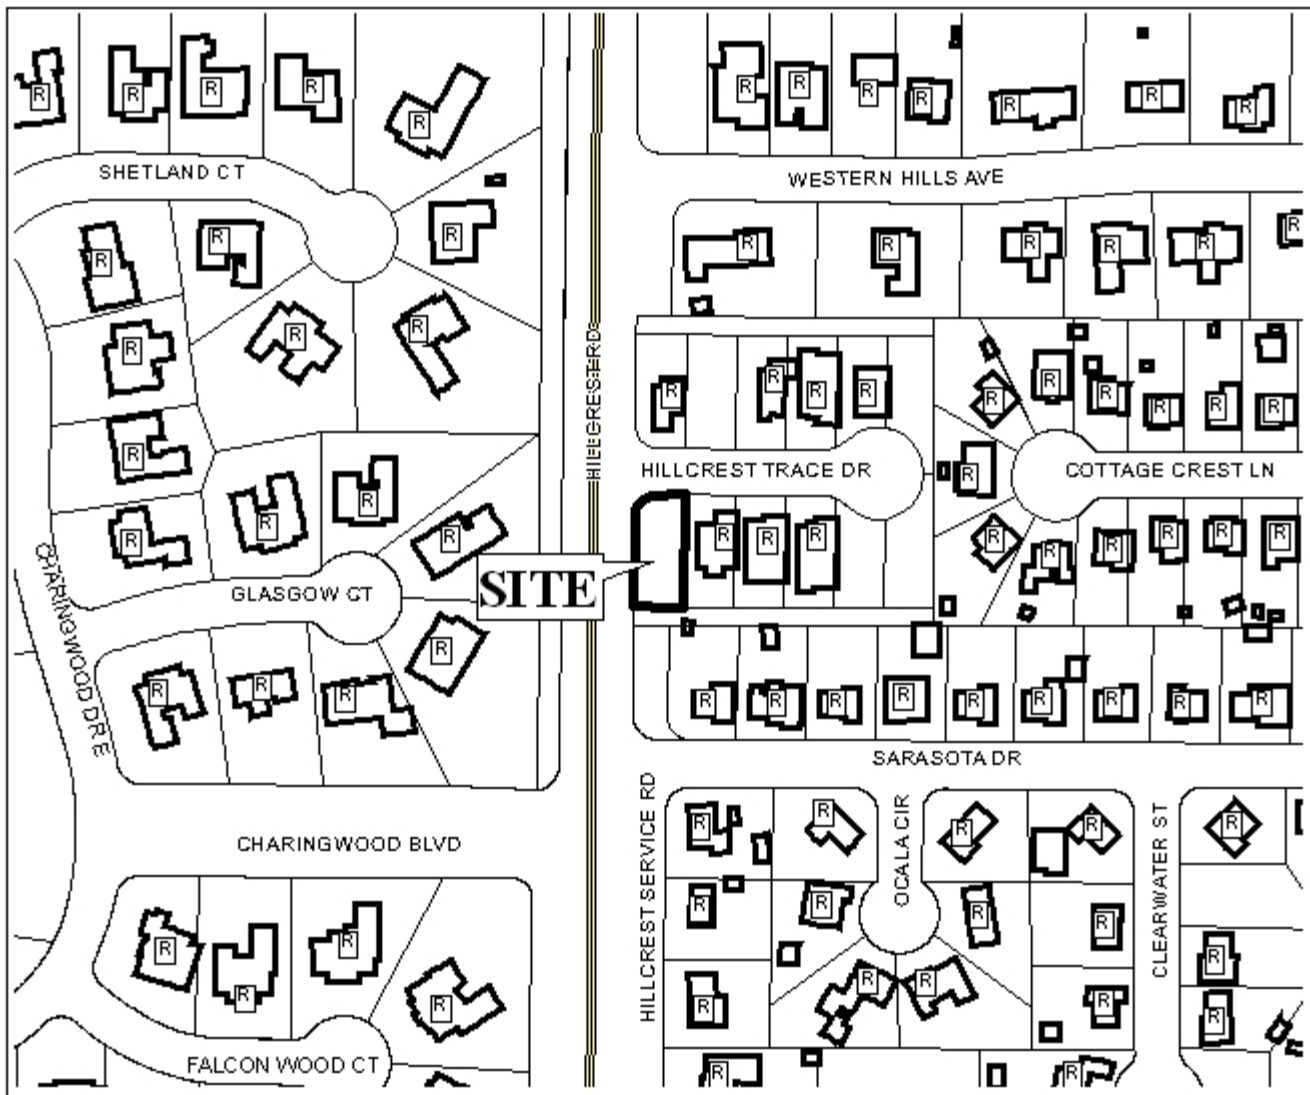 R R R R R R R R R R R R
SHETLAND CT
WESTERN HILLS AVE
R R R R R R R R R
R R R
HILLCREST RD
R R R R R R R R R R
R R R
HILLCREST TRACE DR
COTTAGE CREST LN
R R R R R R R R R R R R
GLASGOW CT
SITE
CHARINGWOOD DR E
R R R R R R R R R R R R R
SARASOTA DR
HILLCREST SERVICE RD
OCALA CIR
CLEARWATER ST
R R R R R
CHARINGWOOD BLVD
R R R R
R R R R R R R R R R
FALCON WOOD CT
R R